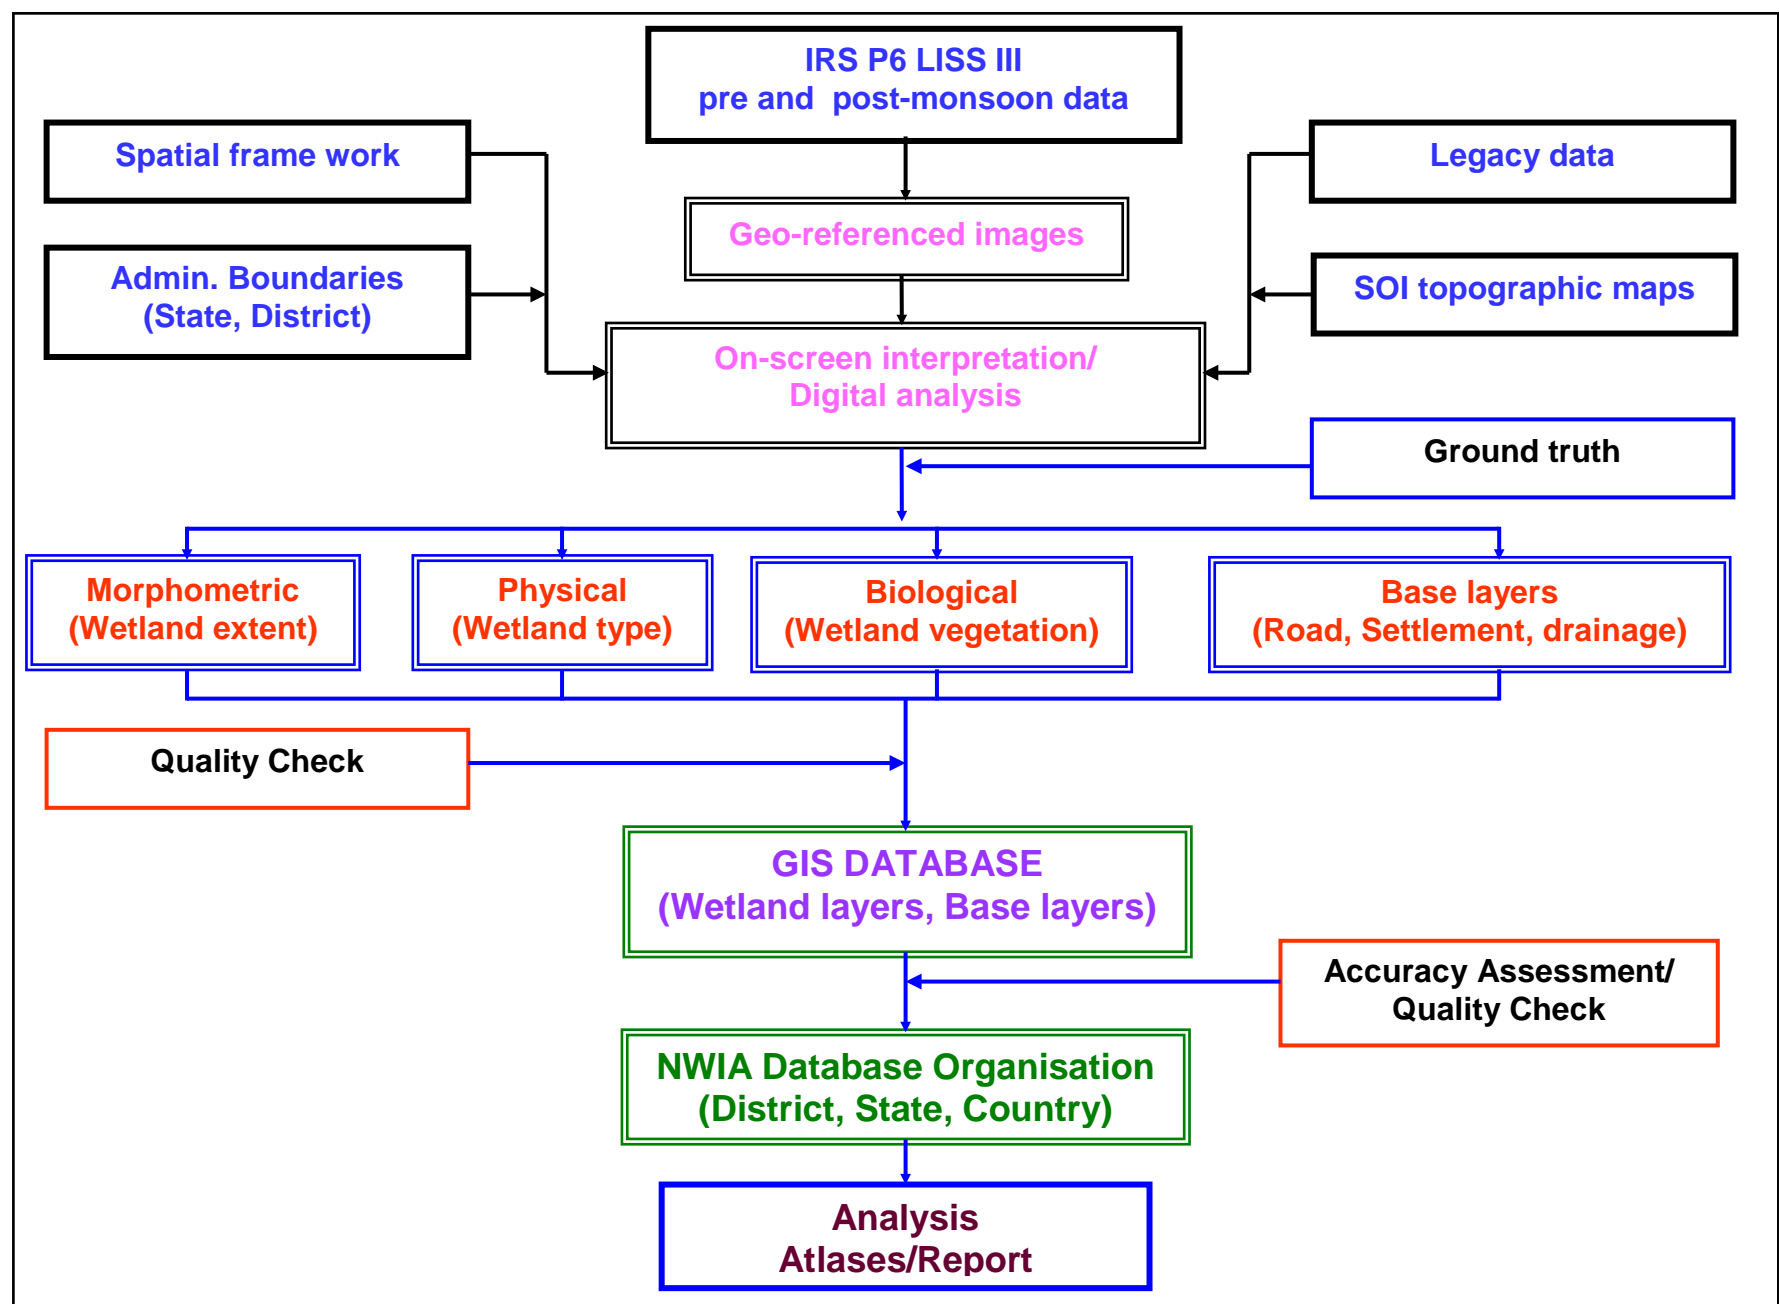 IRS P6 LISS III
pre and post-monsoon data
Spatial frame work
Legacy data
Geo-referenced images
Admin. Boundaries
(State, District)
SOI topographic maps
On-screen interpretation/
Digital analysis
Ground truth
Morphometric
(Wetland extent)
Physical
(Wetland type)
Biological
(Wetland vegetation)
Base layers
(Road, Settlement, drainage)
Quality Check
GIS DATABASE
(Wetland layers, Base layers)
Accuracy Assessment/
Quality Check
NWIA Database Organisation
(District, State, Country)
Analysis
Atlases/Report